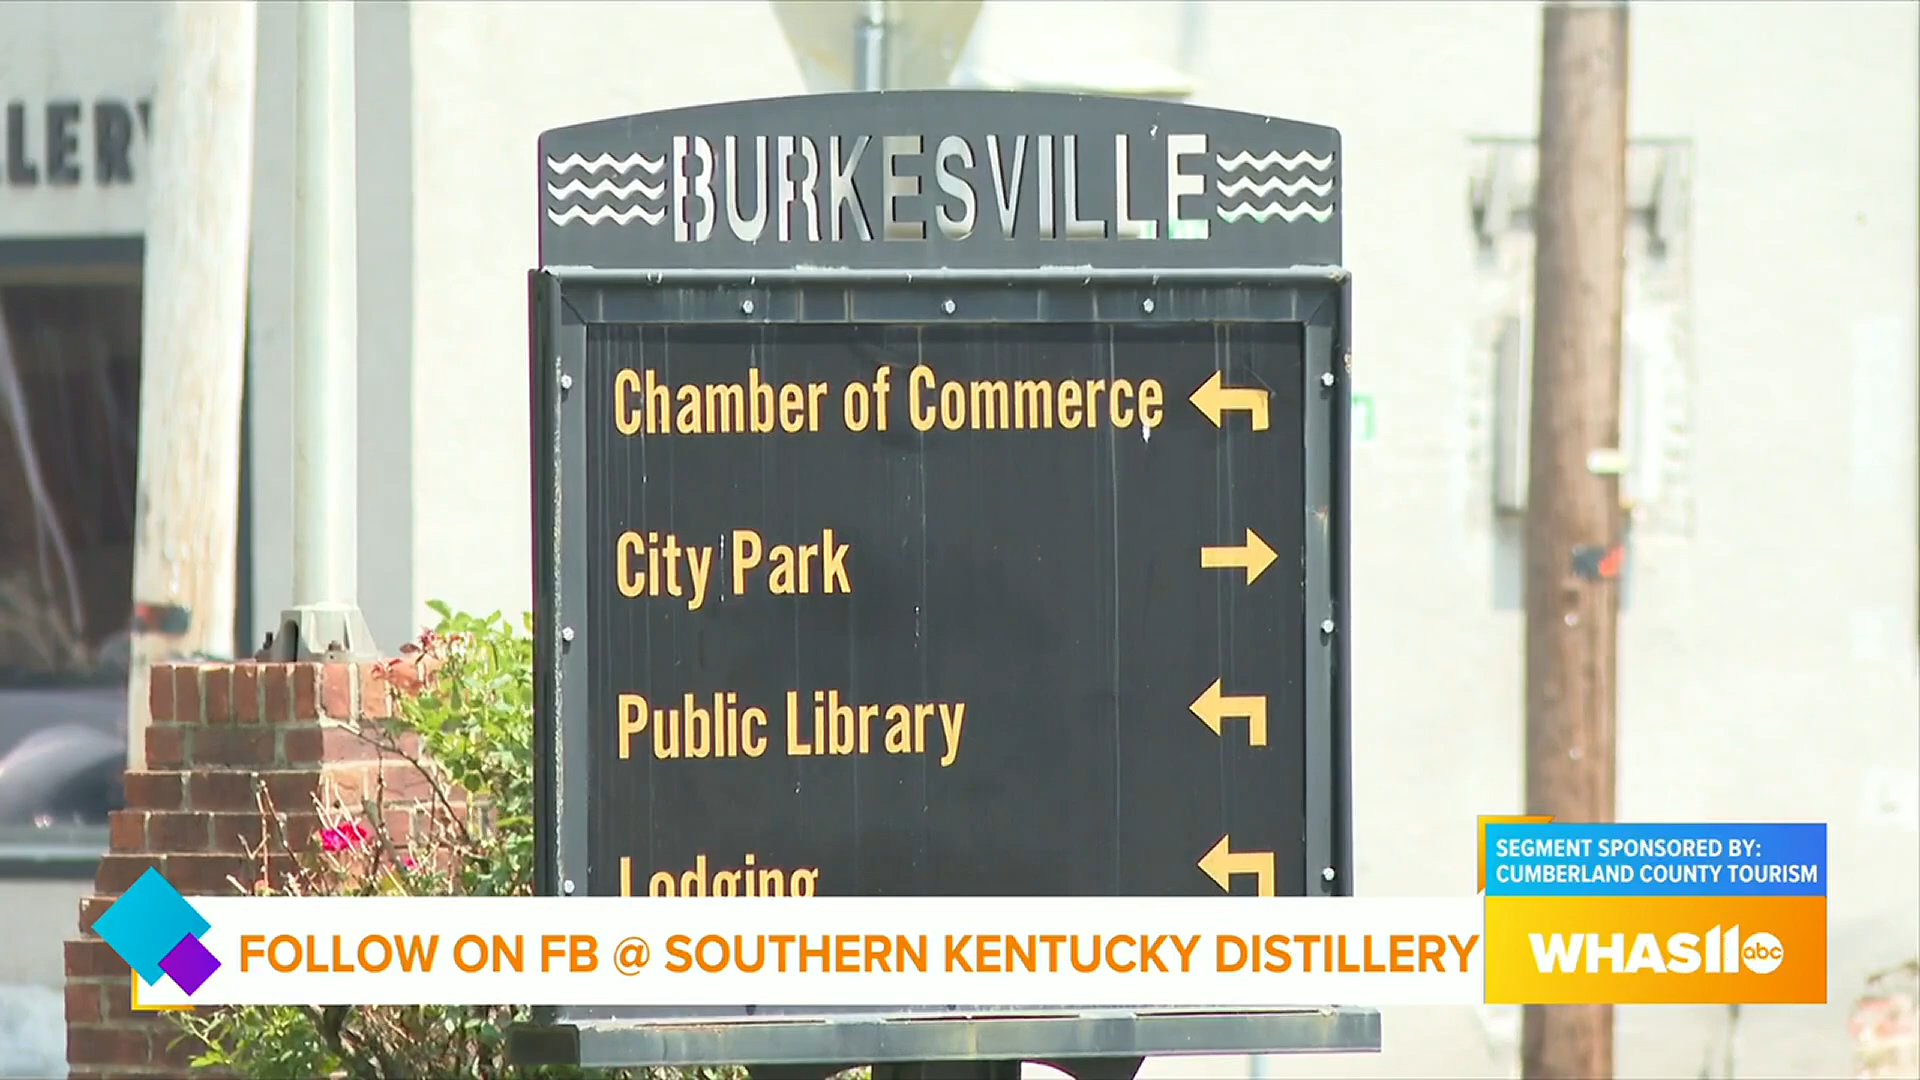 LLERY
BURKESVILLE
Chamber of Commerce
City Park
Public Library
Lodging
SEGMENT SPONSORED BY:
CUMBERLAND COUNTY TOURISM
FOLLOW ON FB @ SOUTHERN KENTUCKY DISTILLERY
WHAS11 abc